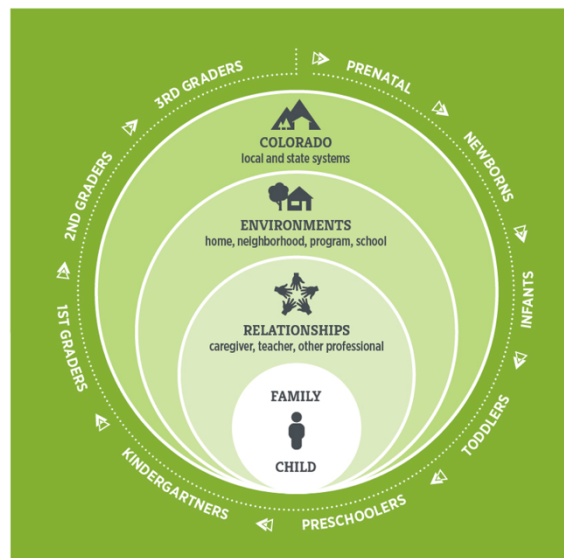 PRENATAL
NEWBORNS
INFANTS
TODDLERS
PRESCHOOLERS
KINDERGARTNERS
1ST GRADERS
2ND GRADERS
3RD GRADERS
COLORADO
local and state systems
ENVIRONMENTS
home, neighborhood, program, school
RELATIONSHIPS
caregiver, teacher, other professional
FAMILY
CHILD